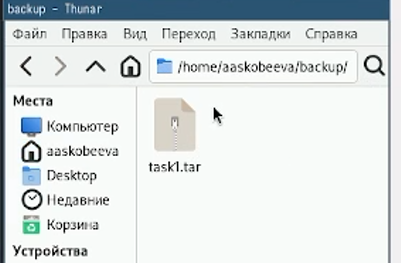 backup - Thunar
Файл Правка Вид Переход Закладки Справка
/home/aaskobeeva/backup/
Места
Компьютер
aaskobeeva
Desktop
Недавние
Корзина
Устройства
task1.tar